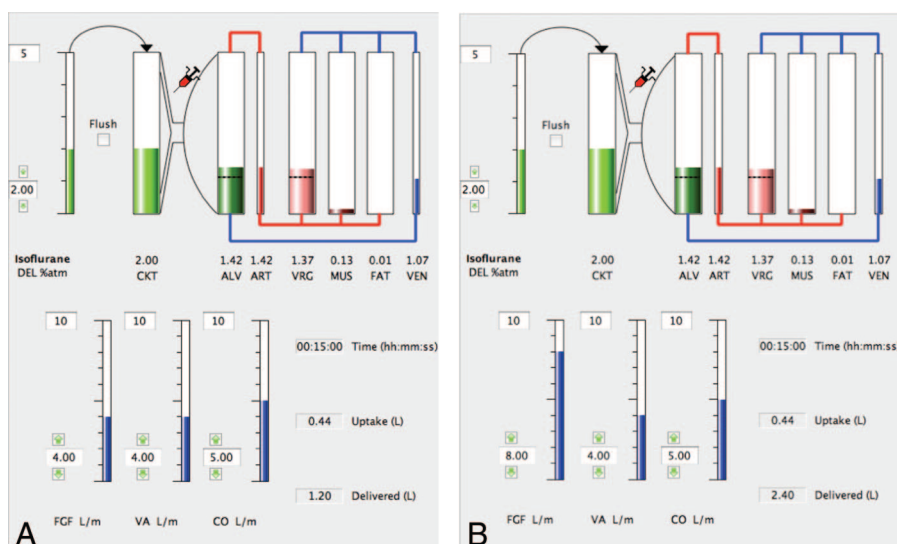 5
Flush
2.00
Isoflurane 2.00 1.42 1.42 1.37 0.13 0.01 1.07
DEL %atm CKT ALV ART VRG MUS FAT VEN
10 10 10
00:15:00 Time (hh:mm:ss)
0.44 Uptake (L)
4.00 4.00 5.00
1.20 Delivered (L)
FGF L/m VA L/m CO L/m
A
5
Flush
2.00
Isoflurane 2.00 1.42 1.42 1.37 0.13 0.01 1.07
DEL %atm CKT ALV ART VRG MUS FAT VEN
10 10 10
00:15:00 Time (hh:mm:ss)
0.44 Uptake (L)
8.00 4.00 5.00
2.40 Delivered (L)
FGF L/m VA L/m CO L/m
B